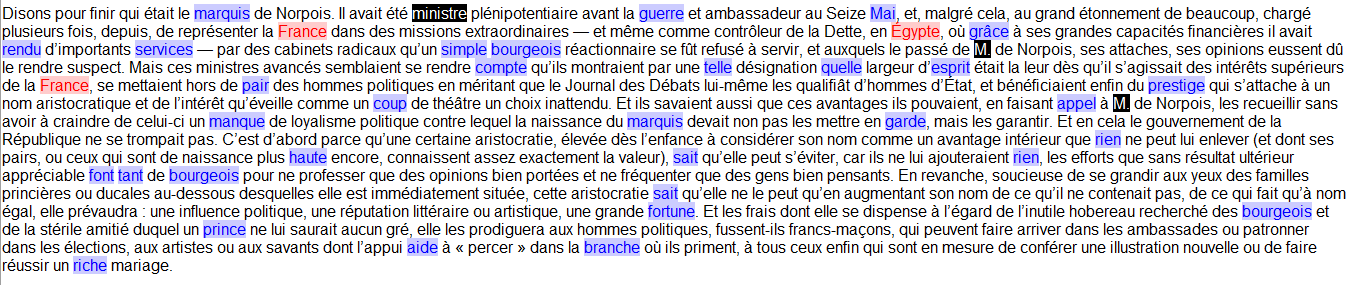 Disons pour finir qui était le marquis de Norpois. Il avait été ministre plénipotentiaire avant la guerre et ambassadeur au Seize Mai, et, malgré cela, au grand étonnement de beaucoup, chargé
plusieurs fois, depuis, de représenter la France dans des missions extraordinaires — et même comme contrôleur de la Dette, en Égypte, où grâce à ses grandes capacités financières il avait
rendu d’importants services — par des cabinets radicaux qu’un simple bourgeois réactionnaire se fût refusé à servir, et auxquels le passé de M. de Norpois, ses attaches, ses opinions eussent dû
le rendre suspect. Mais ces ministres avancés semblaient se rendre compte qu’ils montraient par une telle désignation quelle largeur d’esprit était la leur dès qu’il s’agissait des intérêts supérieurs
de la France, se mettaient hors de pair des hommes politiques en méritant que le Journal des Débats lui-même les qualifiât d’hommes d’État, et bénéficiaient enfin du prestige qui s’attache à un
nom aristocratique et de l’intérêt qu’éveille comme un coup de théâtre un choix inattendu. Et ils savaient aussi que ces avantages ils pouvaient, en faisant appel à M. de Norpois, les recueillir sans
avoir à craindre de celui-ci un manque de loyalisme politique contre lequel la naissance du marquis devait non pas les mettre en garde, mais les garantir. Et en cela le gouvernement de la
République ne se trompait pas. C’est d’abord parce qu’une certaine aristocratie, élevée dès l’enfance à considérer son nom comme un avantage intérieur que rien ne peut lui enlever (et dont ses
pairs, ou ceux qui sont de naissance plus haute encore, connaissent assez exactement la valeur), sait qu’elle peut s’éviter, car ils ne lui ajouteraient rien, les efforts que sans résultat ultérieur
appréciable font tant de bourgeois pour ne professer que des opinions bien portées et ne fréquenter que des gens bien pensants. En revanche, soucieuse de se grandir aux yeux des familles
princières ou ducales au-dessous desquelles elle est immédiatement située, cette aristocratie sait qu’elle ne le peut qu’en augmentant son nom de ce qu’il ne contenait pas, de ce qui fait qu’à nom
égal, elle prévaudra : une influence politique, une réputation littéraire ou artistique, une grande fortune. Et les frais dont elle se dispense à l’égard de l’inutile hobereau recherché des bourgeois et
de la stérile amitié duquel un prince ne lui saurait aucun gré, elle les prodiguera aux hommes politiques, fussent-ils francs-maçons, qui peuvent faire arriver dans les ambassades ou patronner
dans les élections, aux artistes ou aux savants dont l’appui aide à « percer » dans la branche où ils priment, à tous ceux enfin qui sont en mesure de conférer une illustration nouvelle ou de faire
réussir un riche mariage.